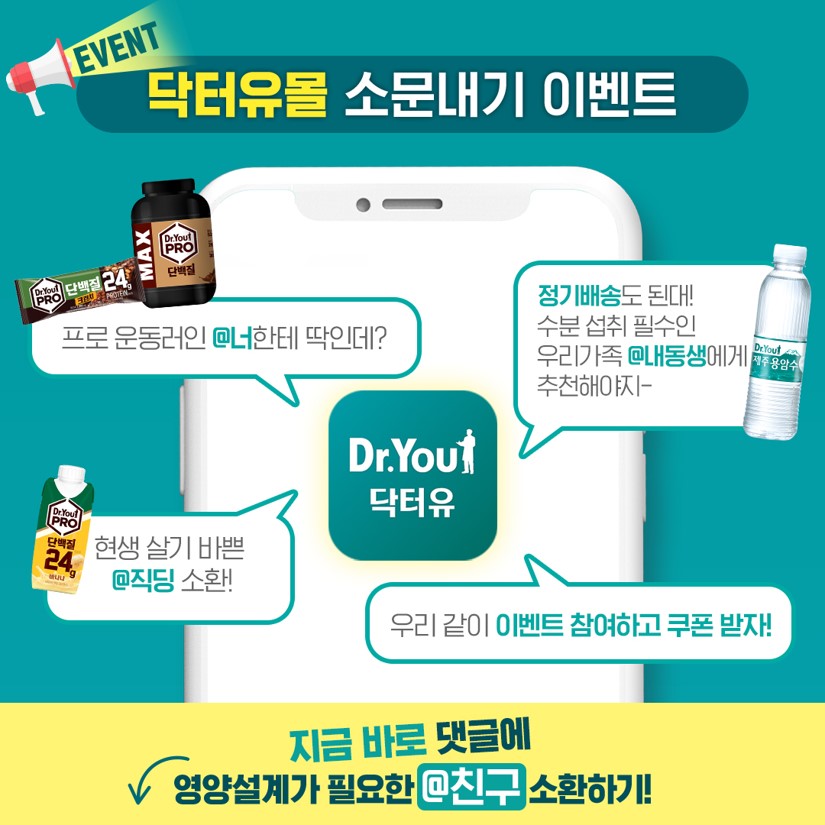 EVENT
닥터유몰 소문내기 이벤트
Dr.You
PRO
단백질
24g
PROTEIN
MAX
Dr.You
PRO
단백질
프로 운동러인 @너한테 딱인데?
정기배송도 된대!
수분 섭취 필수인
우리가족 @내동생에게
추천해야지-
Dr.You
제주용암수
Dr.You
닥터유
Dr.You
PRO
단백질
24g
바나나
현생 살기 바쁜
@직딩 소환!
우리 같이 이벤트 참여하고 쿠폰 받자!
지금 바로 댓글에
영양설계가 필요한 @친구 소환하기!